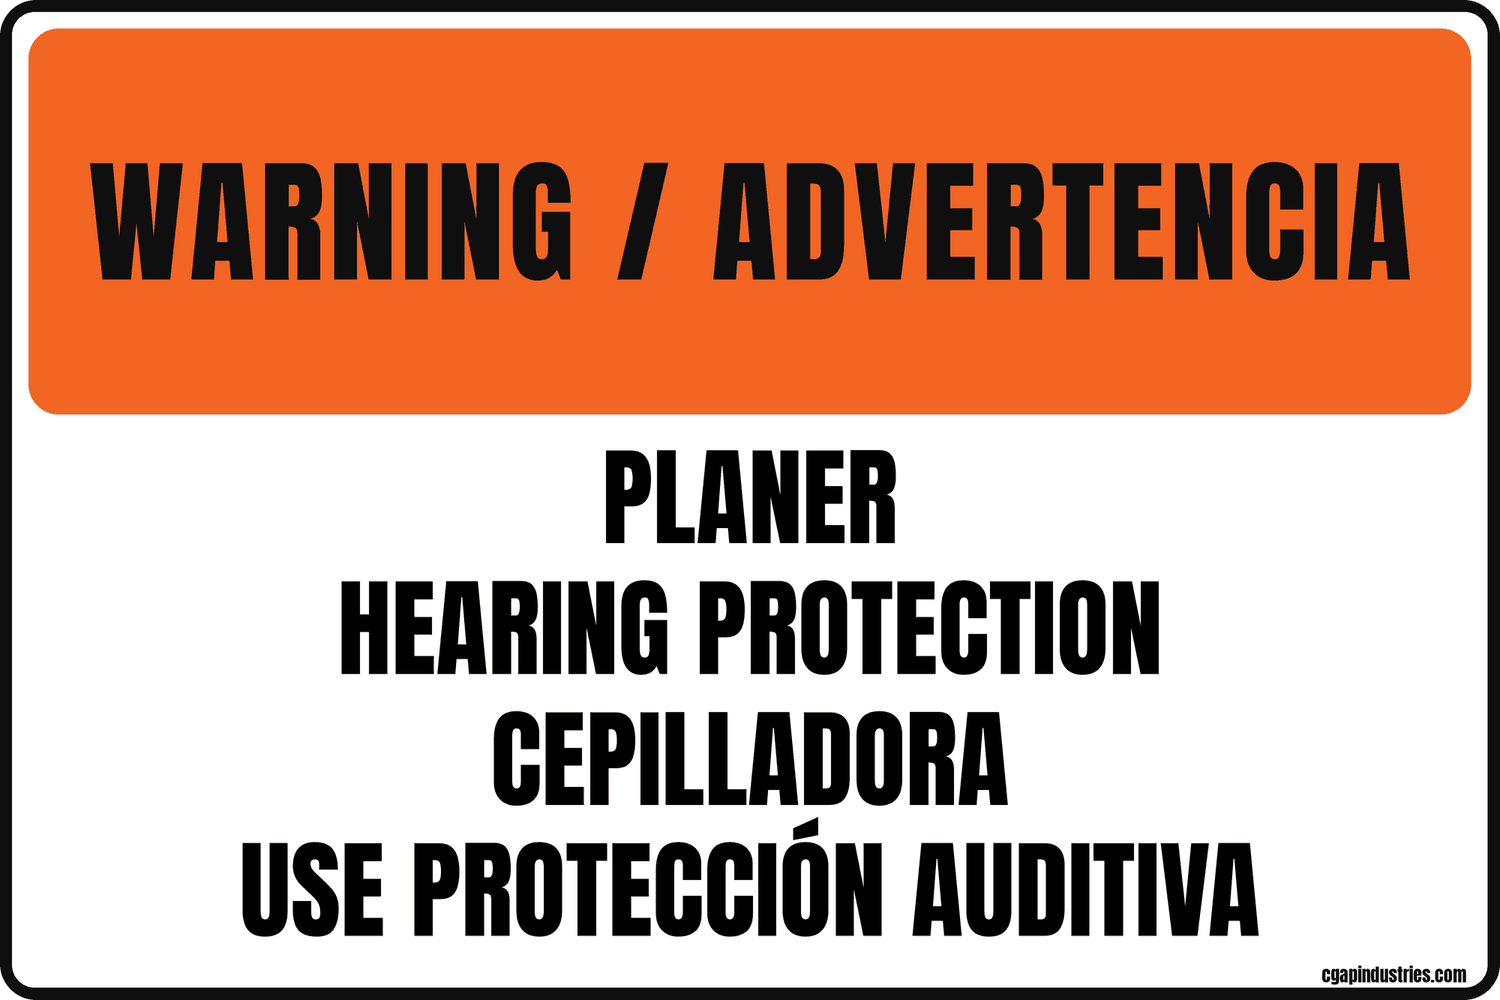 WARNING / ADVERTENCIA
PLANER
HEARING PROTECTION
CEPILLADORA
USE PROTECCIÓN AUDITIVA
cgapindustries.com